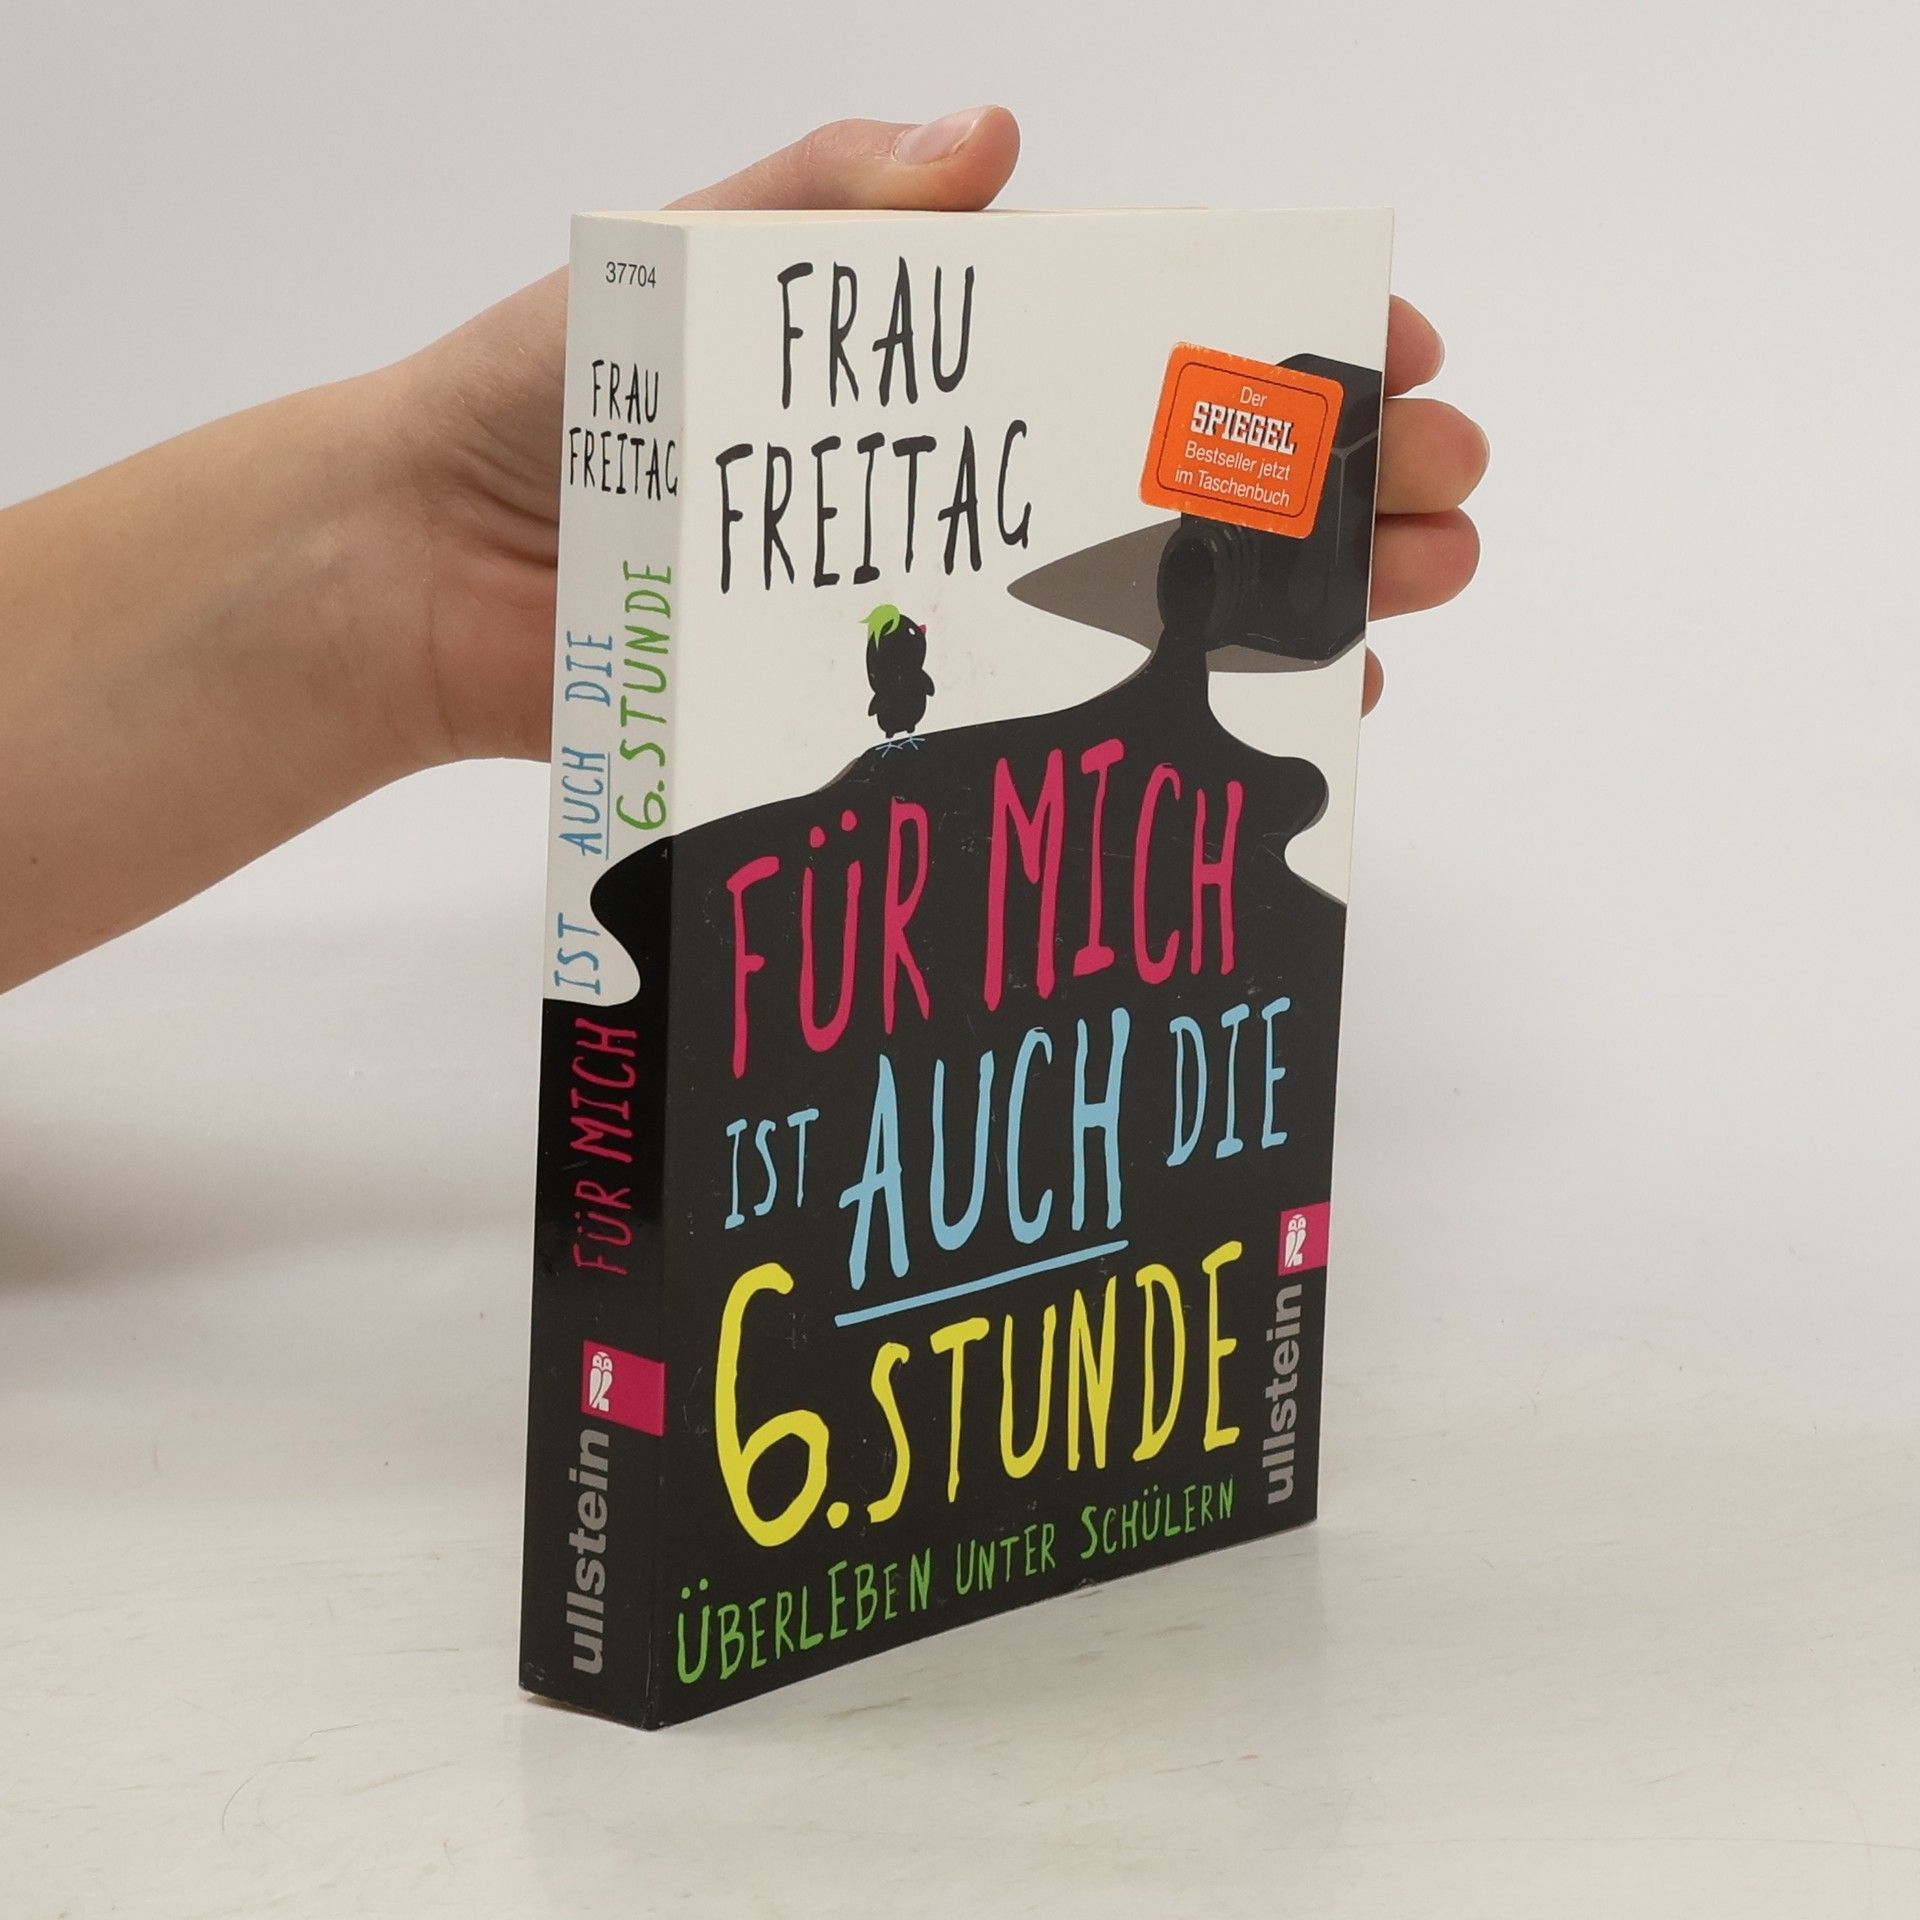 37704
FRAU
FREITAG
IST AUCH DIE
6. STUNDE
FÜR MICH
ullstein
FRAU
FREITAG
Der
SPIEGEL
Bestseller jetzt
im Taschenbuch
FÜR MICH
IST AUCH DIE
6. STUNDE
ÜBERLEBEN UNTER SCHÜLERN
ullstein